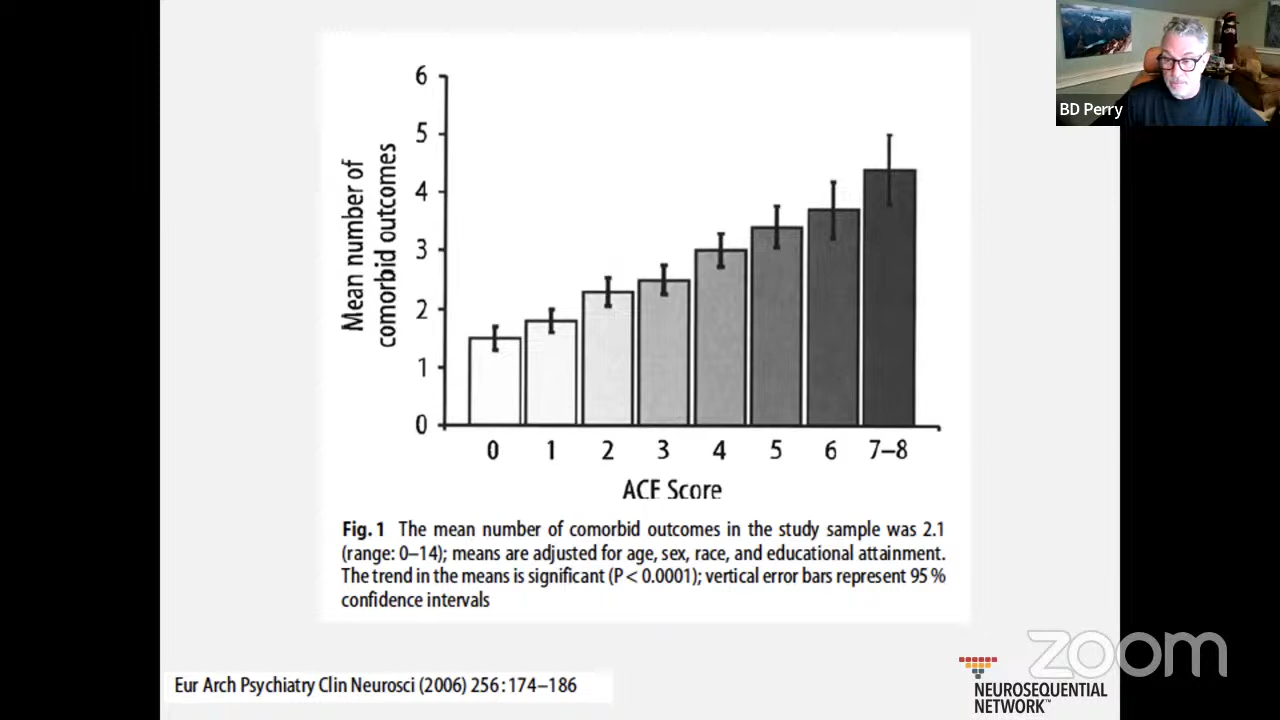 BD Perry
6
5
4
3
2
1
0
Mean number of
comorbid outcomes
0 1 2 3 4 5 6 7–8
ACE Score
Fig. 1 The mean number of comorbid outcomes in the study sample was 2.1
(range: 0–14); means are adjusted for age, sex, race, and educational attainment.
The trend in the means is significant (P < 0.0001); vertical error bars represent 95 %
confidence intervals
Eur Arch Psychiatry Clin Neurosci (2006) 256 : 174–186
zoom
NEUROSEQUENTIAL
NETWORK™